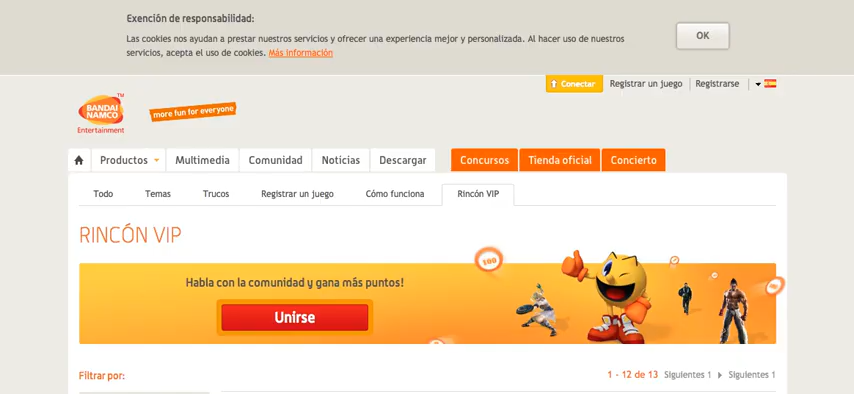 Exención de responsabilidad:
Las cookies nos ayudan a prestar nuestros servicios y ofrecer una experiencia mejor y personalizada. Al hacer uso de nuestros
servicios, acepta el uso de cookies. Más información
OK
Conectar Registrar un juego Registrarse
BANDAI
NAMCO
TM
Entertainment
more fun for everyone
Productos Multimedia Comunidad Noticias Descargar Concursos Tienda oficial Concierto
Todo Temas Trucos Registrar un juego Cómo funciona Rincón VIP
RINCÓN VIP
100
Habla con la comunidad y gana más puntos!
Unirse
Filtrar por:
1 - 12 de 13 Siguientes 1 Siguientes 1